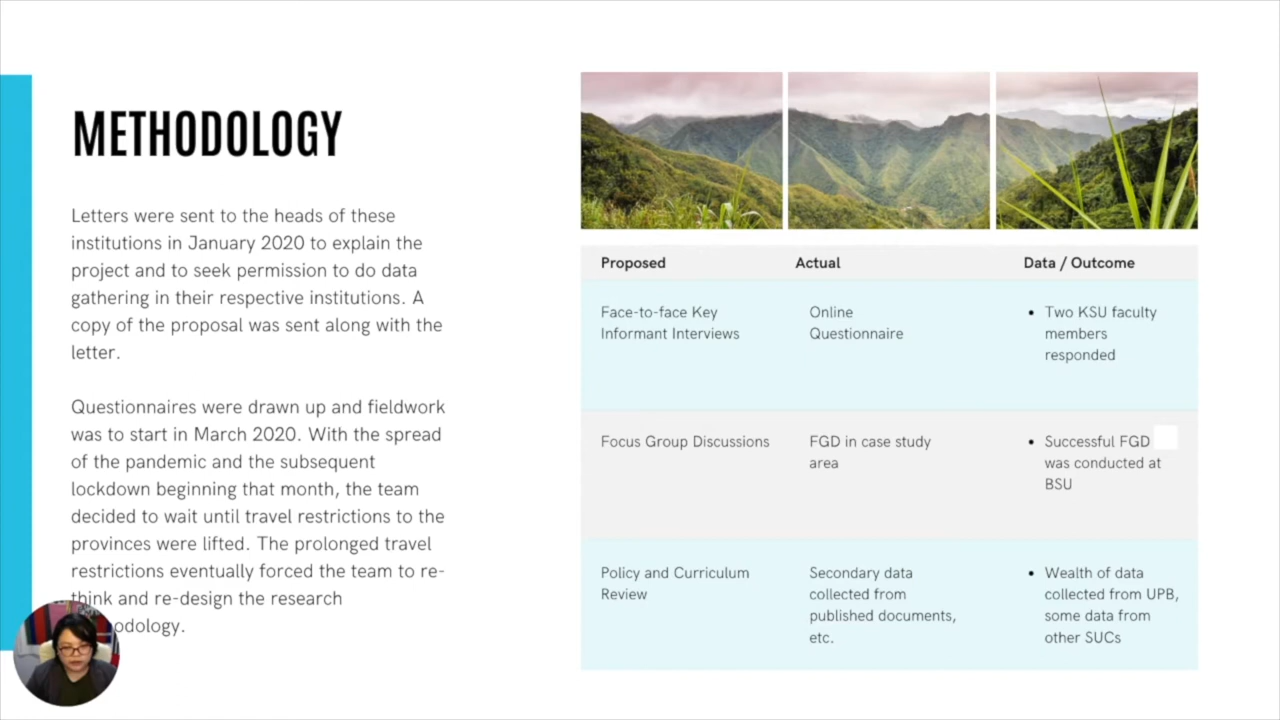 METHODOLOGY
Letters were sent to the heads of these
institutions in January 2020 to explain the
project and to seek permission to do data
gathering in their respective institutions. A
copy of the proposal was sent along with the
letter.
Questionnaires were drawn up and fieldwork
was to start in March 2020. With the spread
of the pandemic and the subsequent
lockdown beginning that month, the team
decided to wait until travel restrictions to the
provinces were lifted. The prolonged travel
restrictions eventually forced the team to re-
think and re-design the research
Proposed Actual Data / Outcome
Face-to-face Key
Informant Interviews
Online
Questionnaire
• Two KSU faculty
members
responded
Focus Group Discussions
FGD in case study
area
• Successful FGD
was conducted at
BSU
Policy and Curriculum
Review
Secondary data
collected from
published documents,
etc.
• Wealth of data
collected from UPB,
some data from
other SUCs